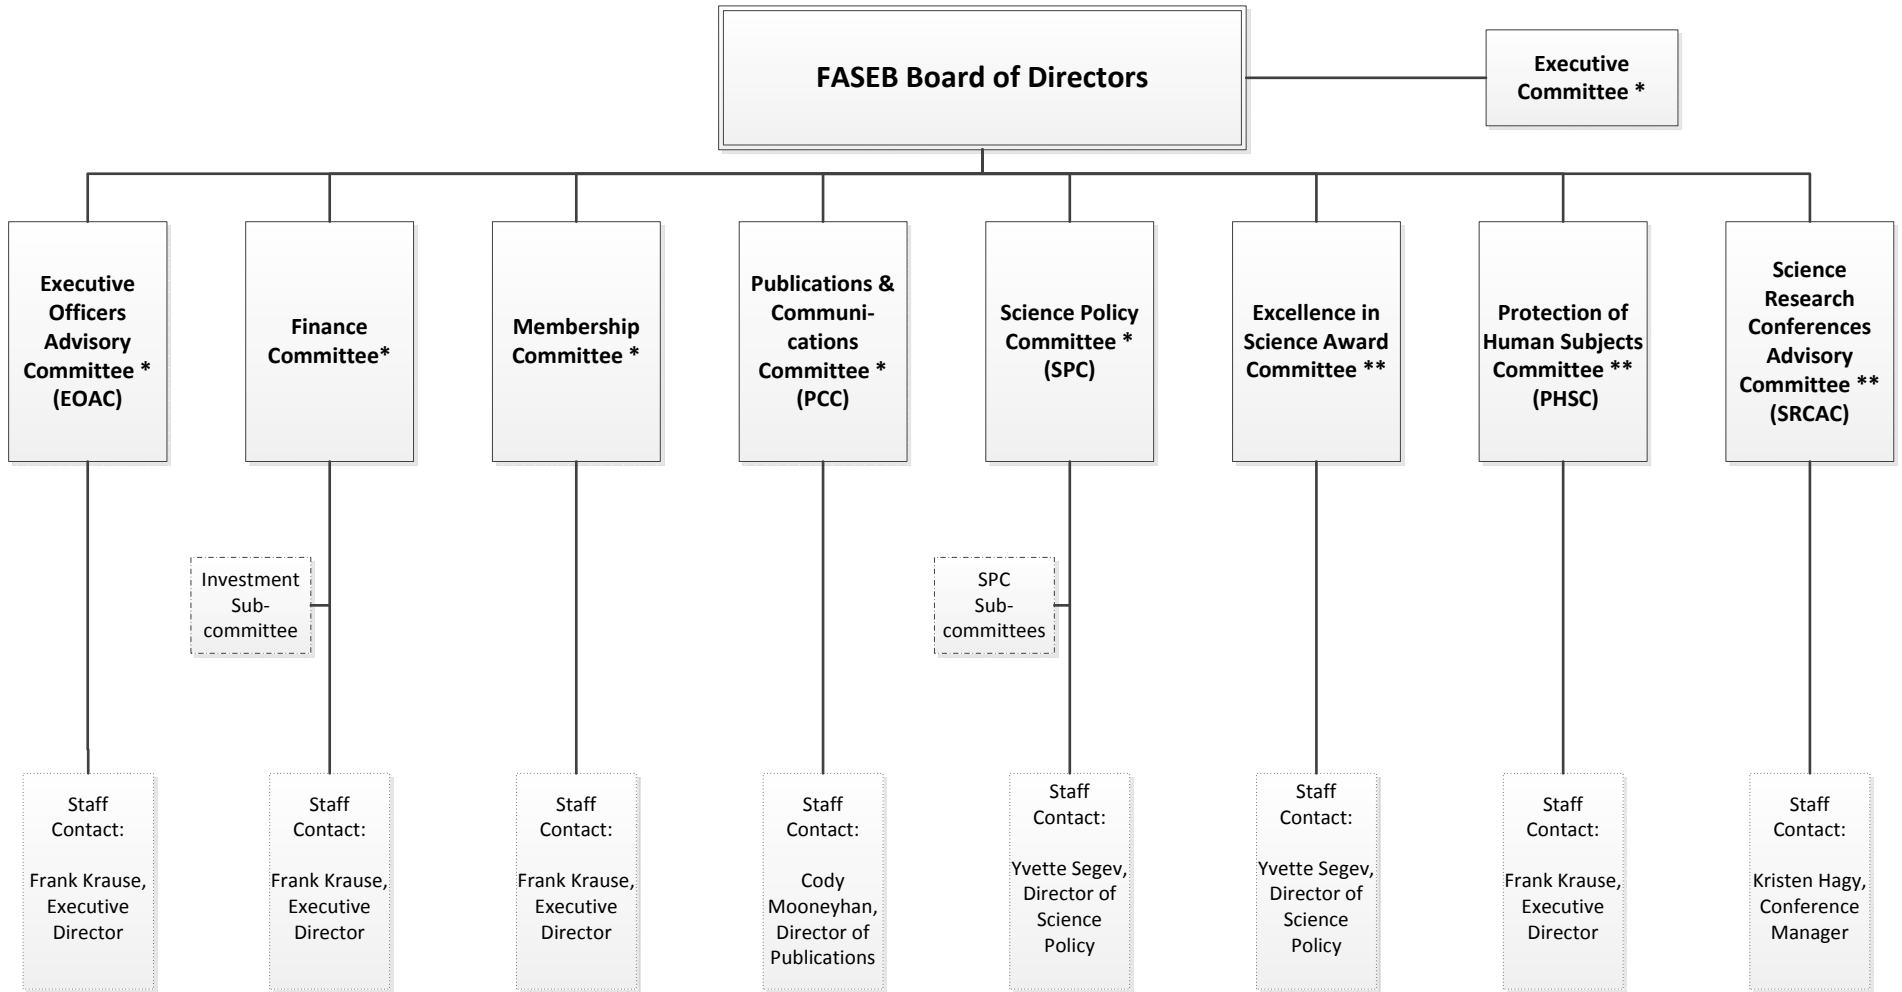 FASEB Board of Directors
Executive
Committee *
Executive
Officers
Advisory
Committee *
(EOAC)
Finance
Committee*
Membership
Committee *
Publications &
Communi-
cations
Committee *
(PCC)
Science Policy
Committee *
(SPC)
Excellence in
Science Award
Committee **
Protection of
Human Subjects
Committee **
(PHSC)
Science
Research
Conferences
Advisory
Committee **
(SRCAC)
Investment
Sub-
committee
SPC
Sub-
committees
Staff
Contact:
Frank Krause,
Executive
Director
Staff
Contact:
Frank Krause,
Executive
Director
Staff
Contact:
Frank Krause,
Executive
Director
Staff
Contact:
Cody
Mooneyhan,
Director of
Publications
Staff
Contact:
Yvette Segev,
Director of
Science
Policy
Staff
Contact:
Yvette Segev,
Director of
Science
Policy
Staff
Contact:
Frank Krause,
Executive
Director
Staff
Contact:
Kristen Hagy,
Conference
Manager